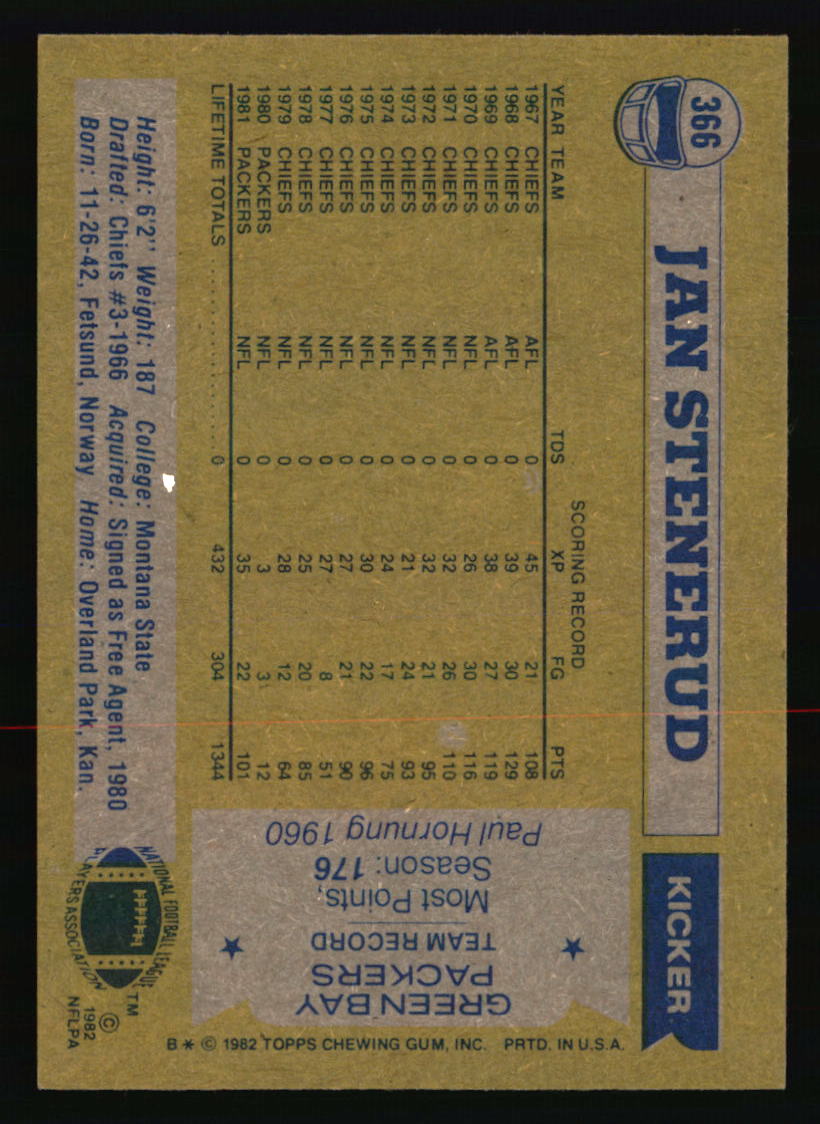 366
JAN STENERUD
KICKER
SCORING RECORD
YEAR TEAM TDS XP FG PTS
1967 CHIEFS AFL 0 45 21 108
1968 CHIEFS AFL 0 39 30 129
1969 CHIEFS AFL 0 38 27 119
1970 CHIEFS NFL 0 26 30 116
1971 CHIEFS NFL 0 32 26 110
1972 CHIEFS NFL 0 32 21 95
1973 CHIEFS NFL 0 21 24 93
1974 CHIEFS NFL 0 24 17 75
1975 CHIEFS NFL 0 30 22 96
1976 CHIEFS NFL 0 27 21 90
1977 CHIEFS NFL 0 27 8 51
1978 CHIEFS NFL 0 25 20 85
1979 CHIEFS NFL 0 28 12 64
1980 PACKERS NFL 0 3 3 12
1981 PACKERS NFL 0 35 22 101
LIFETIME TOTALS .......... 0 432 304 1344
Height: 6'2" Weight: 187 College: Montana State
Drafted: Chiefs #3-1966 Acquired: Signed as Free Agent, 1980
Born: 11-26-42, Fetsund, Norway Home: Overland Park, Kan.
GREEN BAY
PACKERS
TEAM RECORD
Most Points,
Season: 176
Paul Hornung 1960
NATIONAL FOOTBALL LEAGUE
PLAYERS ASSOCIATION
NFLPA
TM
©
1982
NFLPA
B * © 1982 TOPPS CHEWING GUM, INC. PRTD. IN U.S.A.